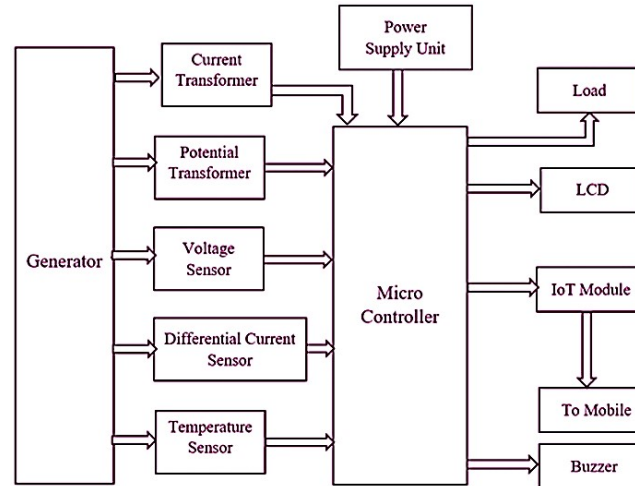 Generator
Current
Transformer
Potential
Transformer
Voltage
Sensor
Differential Current
Sensor
Temperature
Sensor
Power
Supply Unit
Micro
Controller
Load
LCD
IoT Module
To Mobile
Buzzer